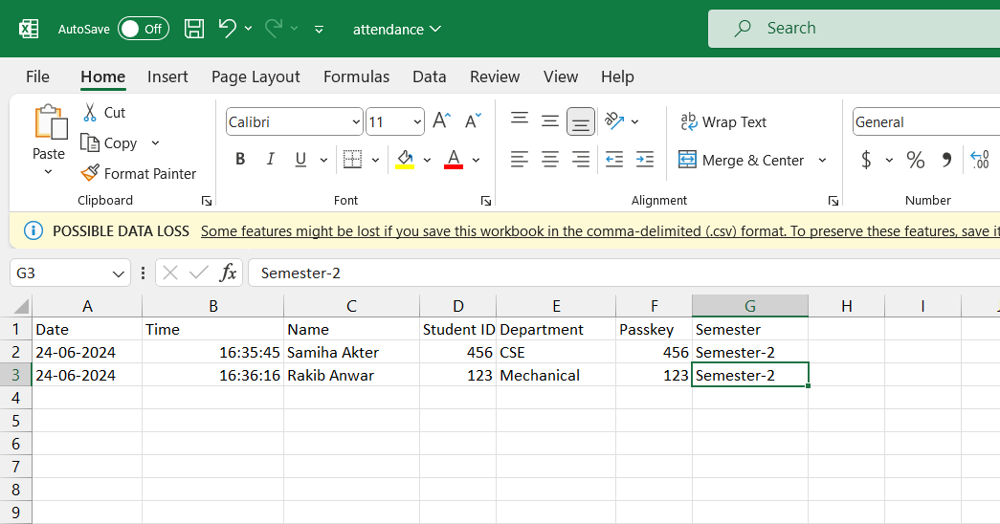 AutoSave Off attendance Search
File Home Insert Page Layout Formulas Data Review View Help
Paste Cut Copy Format Painter
Calibri 11
B I U A
ab Wrap Text
Merge & Center
General
$ % , .00
Clipboard Font Alignment Number
POSSIBLE DATA LOSS Some features might be lost if you save this workbook in the comma-delimited (.csv) format. To preserve these features, save it
G3 fx Semester-2
A B C D E F G H I
1 Date Time Name Student ID Department Passkey Semester
2 24-06-2024 16:35:45 Samiha Akter 456 CSE 456 Semester-2
3 24-06-2024 16:36:16 Rakib Anwar 123 Mechanical 123 Semester-2
4
5
6
7
8
9